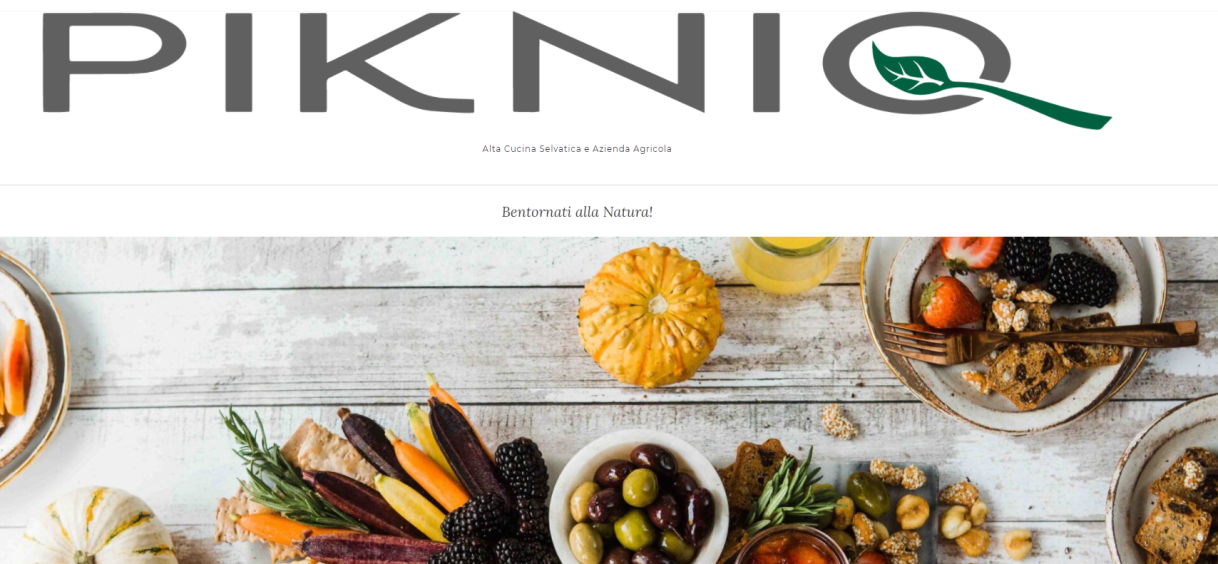 PIKNIQ
Alta Cucina Selvatica e Azienda Agricola
Bentornati alla Natura!